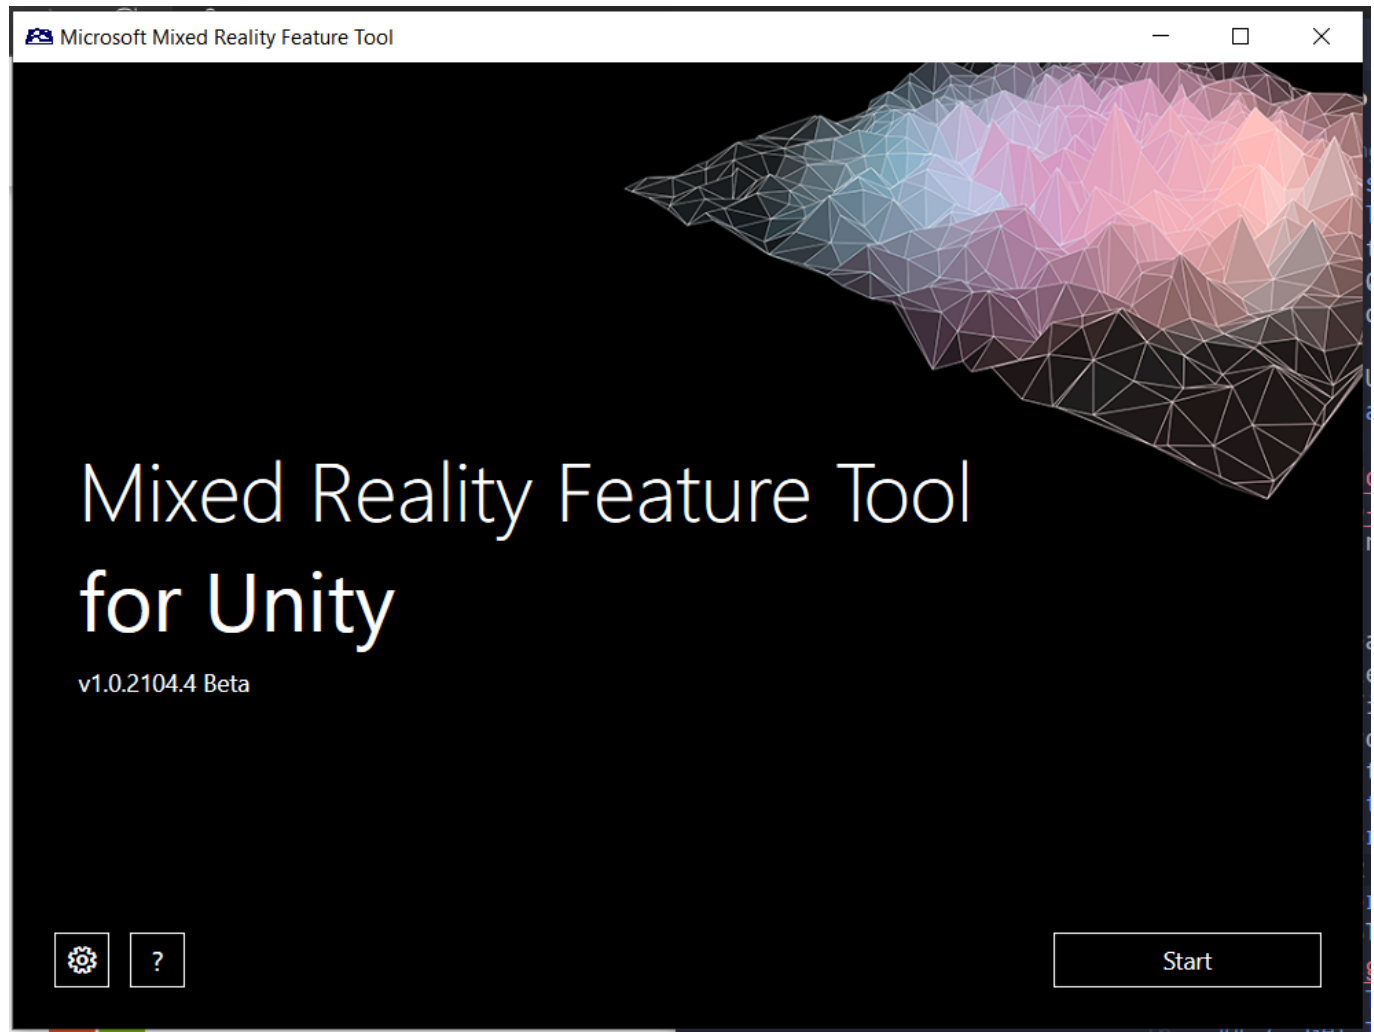 Microsoft Mixed Reality Feature Tool
Mixed Reality Feature Tool
for Unity
v1.0.2104.4 Beta
?
Start